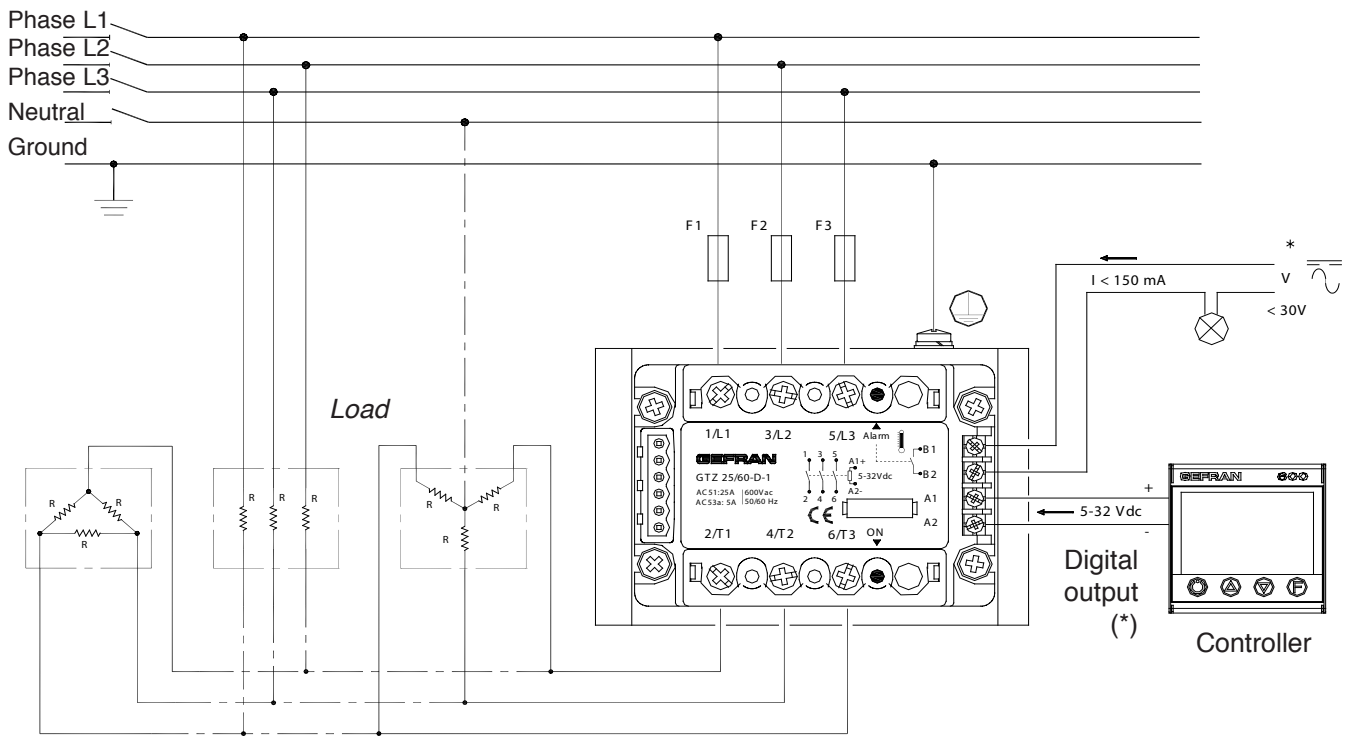 Phase L1
Phase L2
Phase L3
Neutral
Ground
F1 F2 F3
*
I < 150 mA
V
< 30V
Load
1/L1 3/L2 5/L3 Alarm
B1
GEFRAN
1 3 5
A1+
GTZ 25/60-D-1
5-32Vdc
B2
AC51:25A 600Vac
AC53a: 5A 50/60 Hz
2 4 6
A2-
A1
CE
A2
2/T1 4/T2 6/T3 ON
R R
R
R R R
R R
R
GEFRAN 600
+
5-32 Vdc
-
F
Digital
output
(*)
Controller